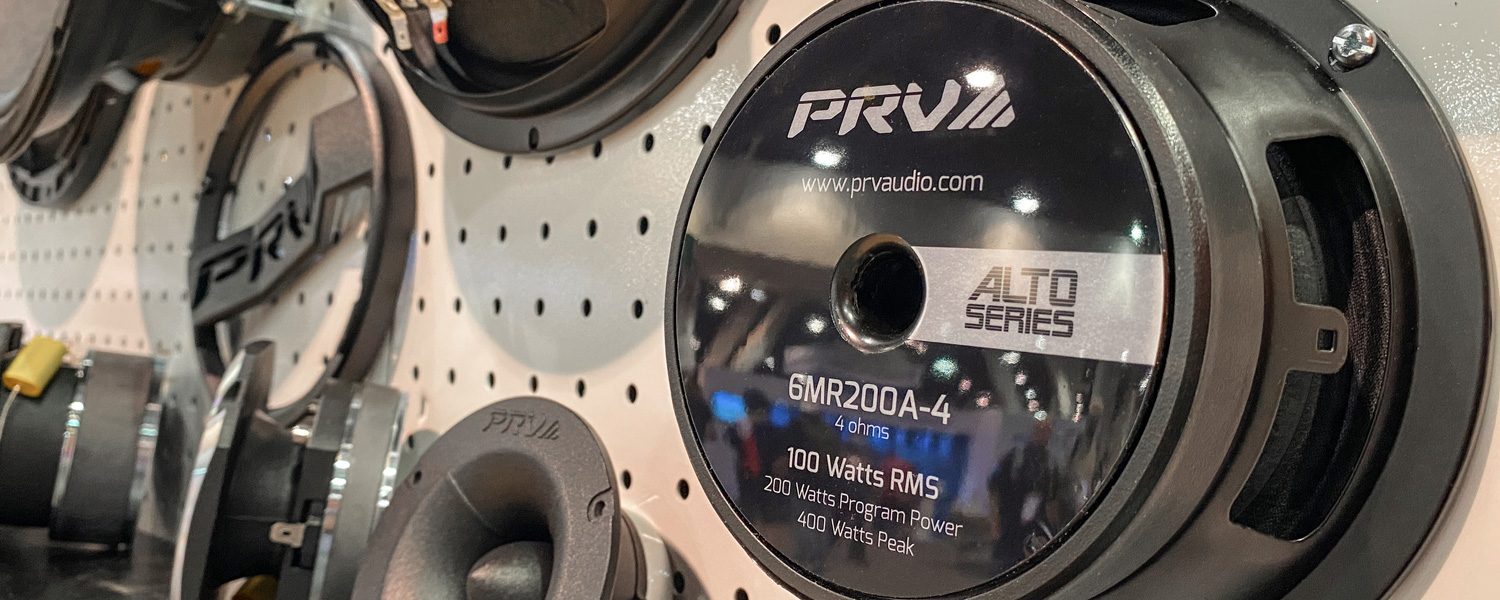 PRV
www.prvaudio.com
ALTO
SERIES
6MR200A-4
4 ohms
100 Watts RMS
200 Watts Program Power
400 Watts Peak
PRV
PRV